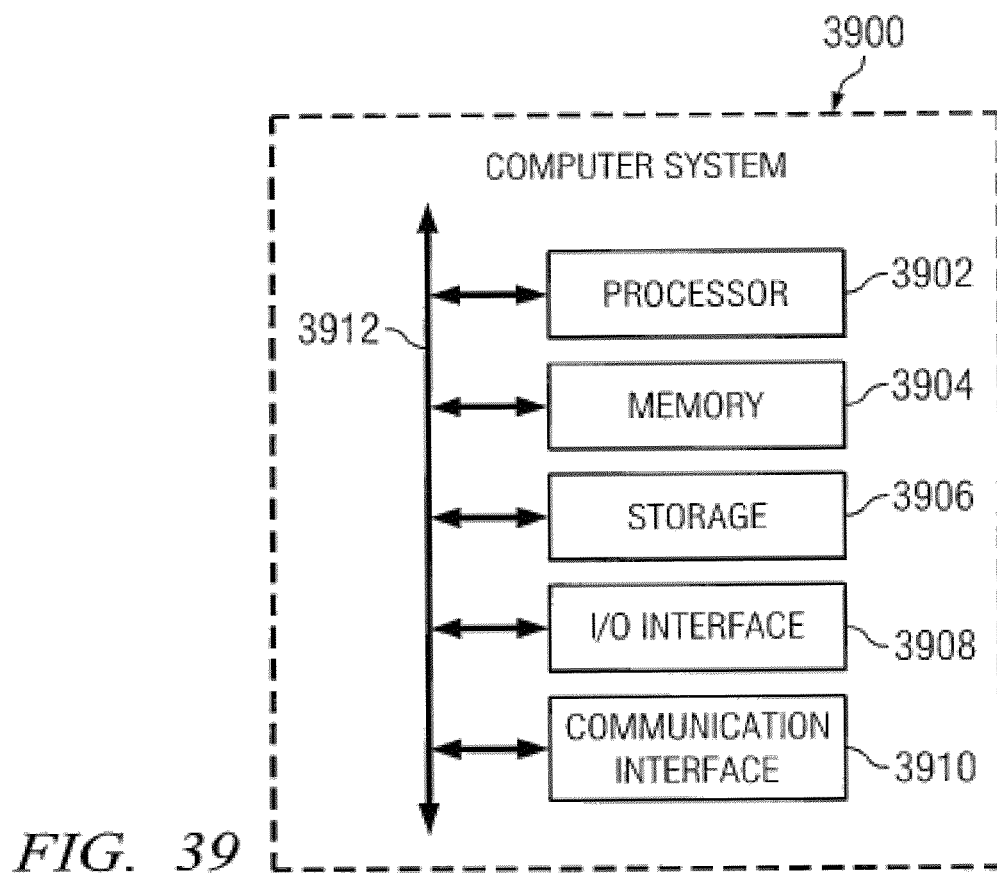 3900
COMPUTER SYSTEM
PROCESSOR
3902
3912
MEMORY
3904
STORAGE
3906
I/O INTERFACE
3908
COMMUNICATION
INTERFACE
3910
FIG. 39